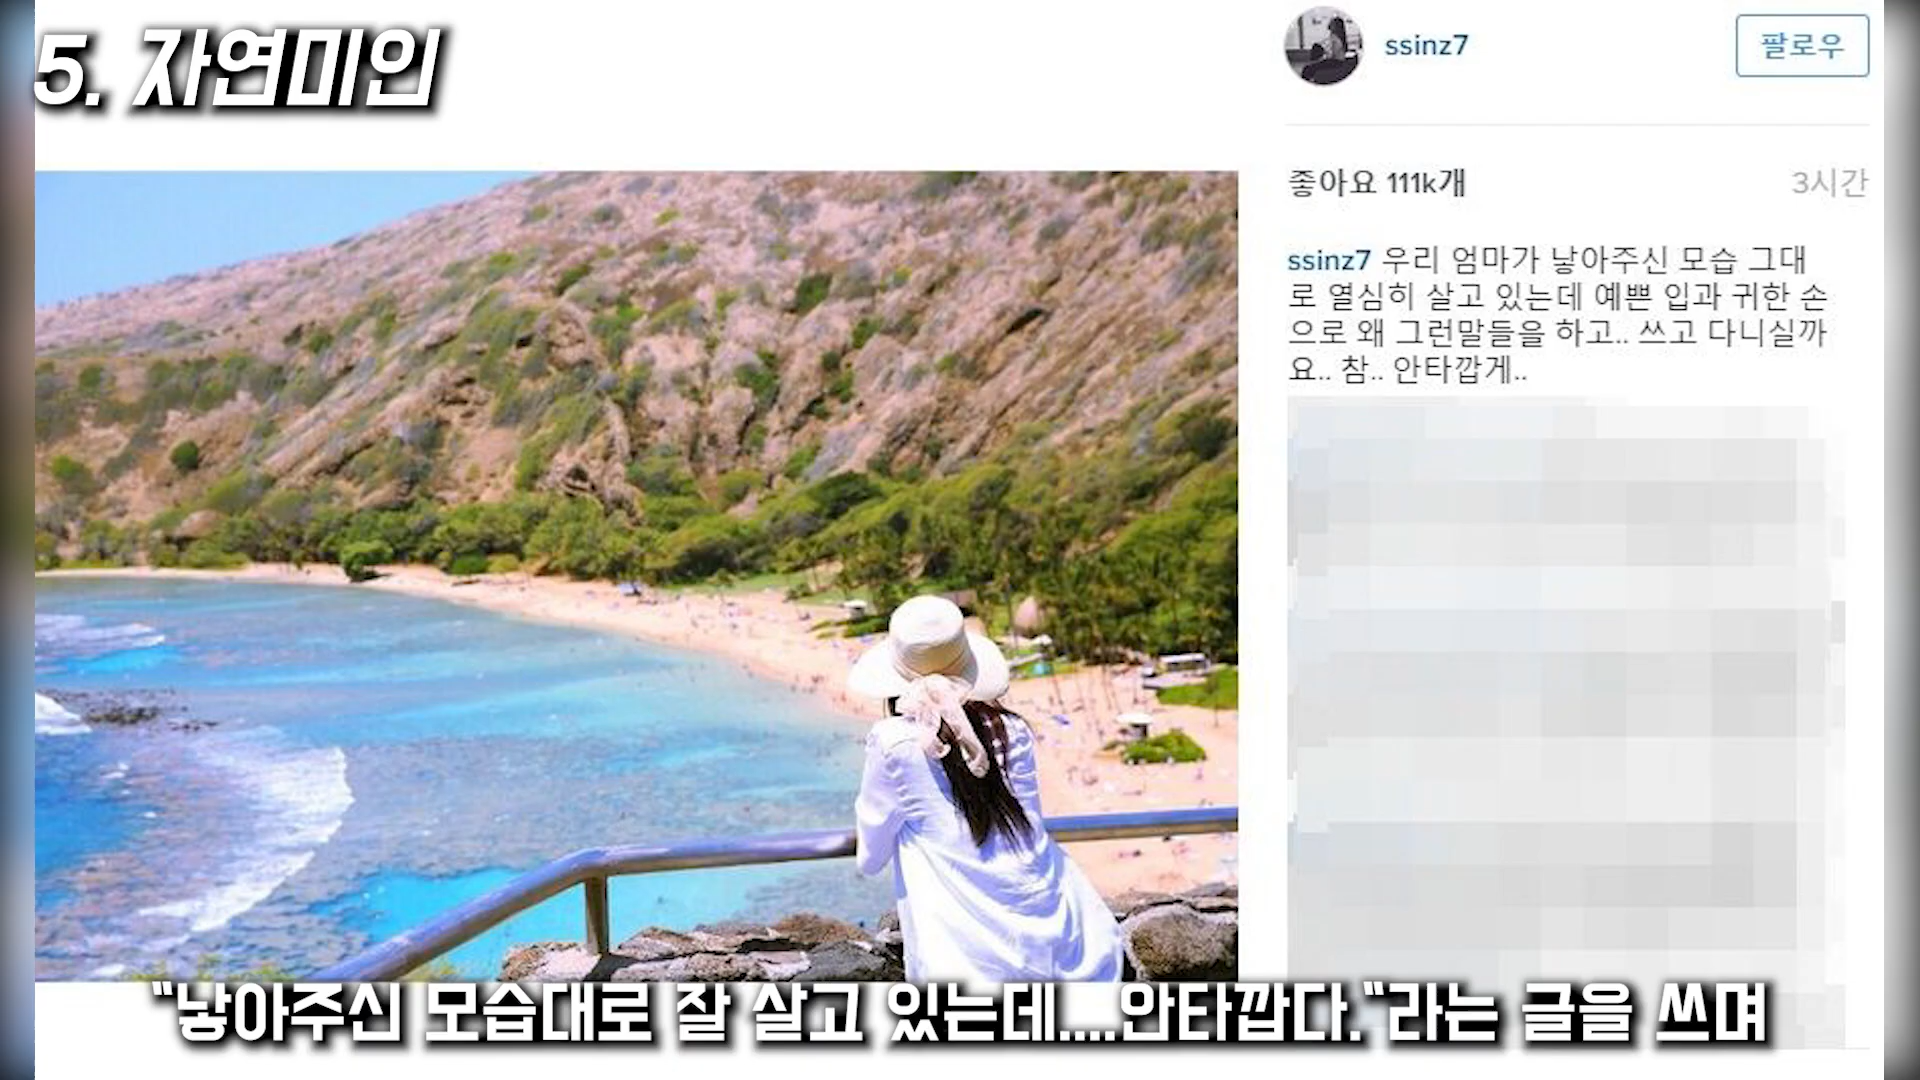 5. 자연미인
ssinz7
팔로우
좋아요 111k개
3시간
ssinz7 우리 엄마가 낳아주신 모습 그대
로 열심히 살고 있는데 예쁜 입과 귀한 손
으로 왜 그런말들을 하고.. 쓰고 다니실까
요.. 참.. 안타깝게..
"낳아주신 모습대로 잘 살고 있는데....안타깝다."라는 글을 쓰며